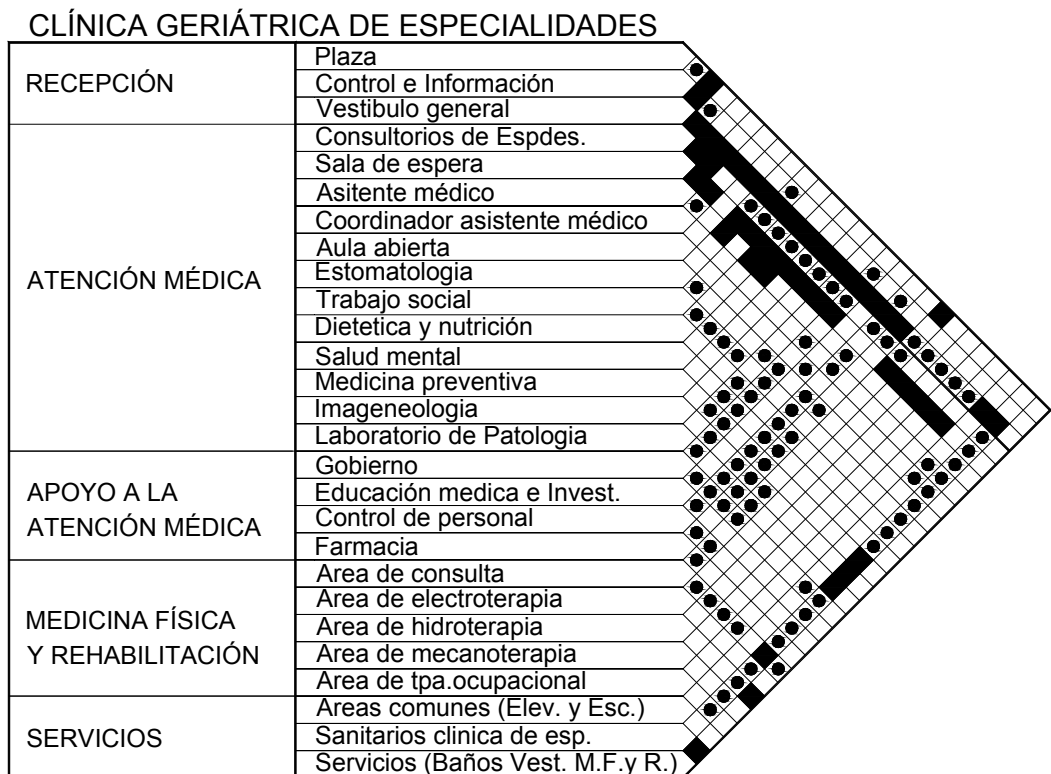 CLÍNICA GERIÁTRICA DE ESPECIALIDADES
RECEPCIÓN
Plaza
Control e Información
Vestibulo general
ATENCIÓN MÉDICA
Consultorios de Espdes.
Sala de espera
Asitente médico
Coordinador asistente médico
Aula abierta
Estomatologia
Trabajo social
Dietetica y nutrición
Salud mental
Medicina preventiva
Imageneologia
Laboratorio de Patologia
APOYO A LA
ATENCIÓN MÉDICA
Gobierno
Educación medica e Invest.
Control de personal
Farmacia
MEDICINA FÍSICA
Y REHABILITACIÓN
Area de consulta
Area de electroterapia
Area de hidroterapia
Area de mecanoterapia
Area de tpa.ocupacional
SERVICIOS
Areas comunes (Elev. y Esc.)
Sanitarios clinica de esp.
Servicios (Baños Vest. M.F.y R.)